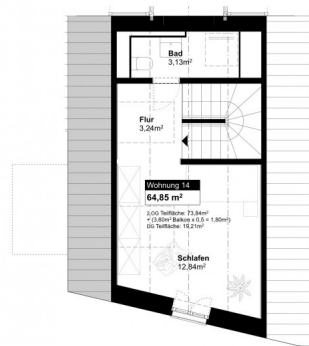 Bad
3,13m²
Flur
3,24m²
Wohnung 14
64,85 m²
2.OG Teilfläche: 73,84m²
+ (3,60m² Balkon x 0,5 = 1,80m²)
DG Teilfläche: 19,21m²
Schlafen
12,84m²